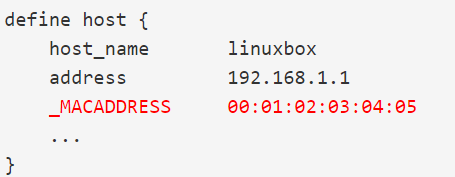 define host {
    host_name       linuxbox
    address         192.168.1.1
    _MACADDRESS     00:01:02:03:04:05
    ...
}